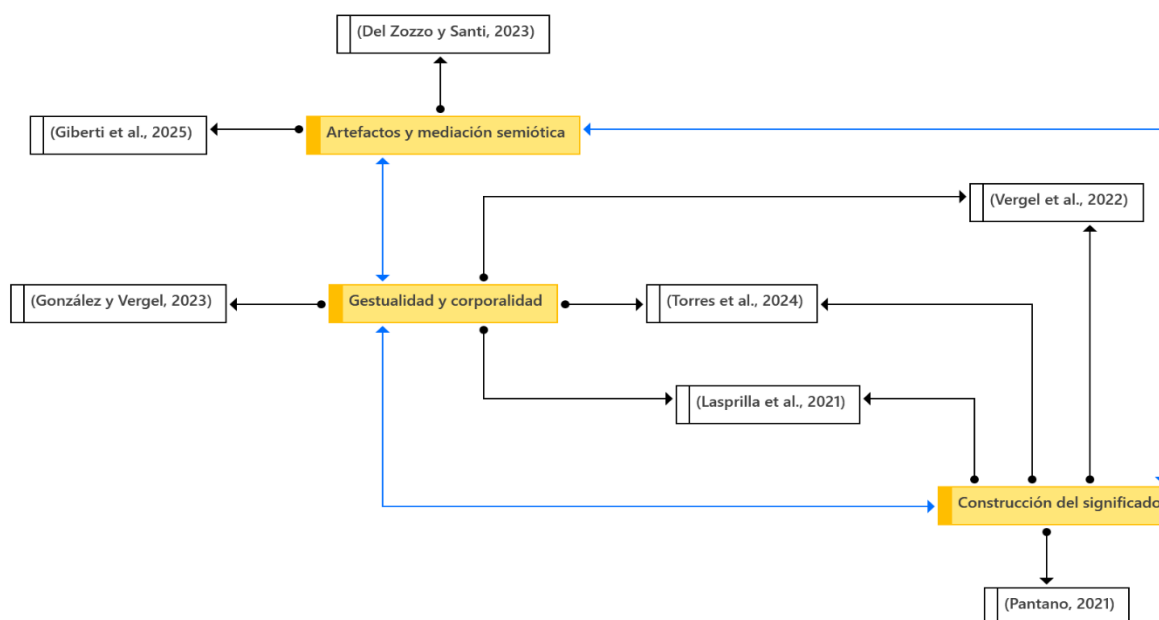 (Del Zozzo y Santi, 2023)
(Giberti et al., 2025)
Artefactos y mediación semiótica
(Vergel et al., 2022)
(González y Vergel, 2023)
Gestualidad y corporalidad
(Torres et al., 2024)
(Lasprilla et al., 2021)
Construcción del significado
(Pantano, 2021)